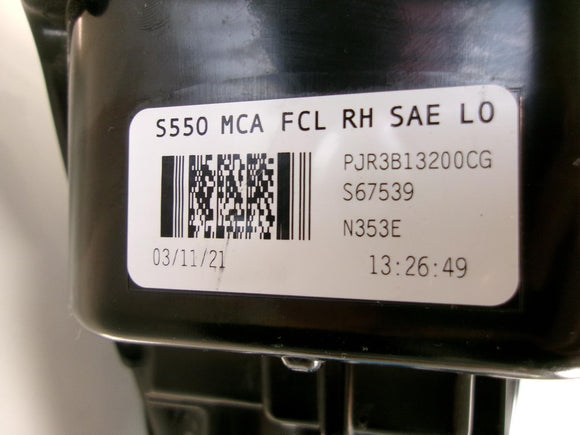 S550 MCA FCL RH SAE LO
PJR3B13200CG
S67539
N353E
03/11/21 13:26:49